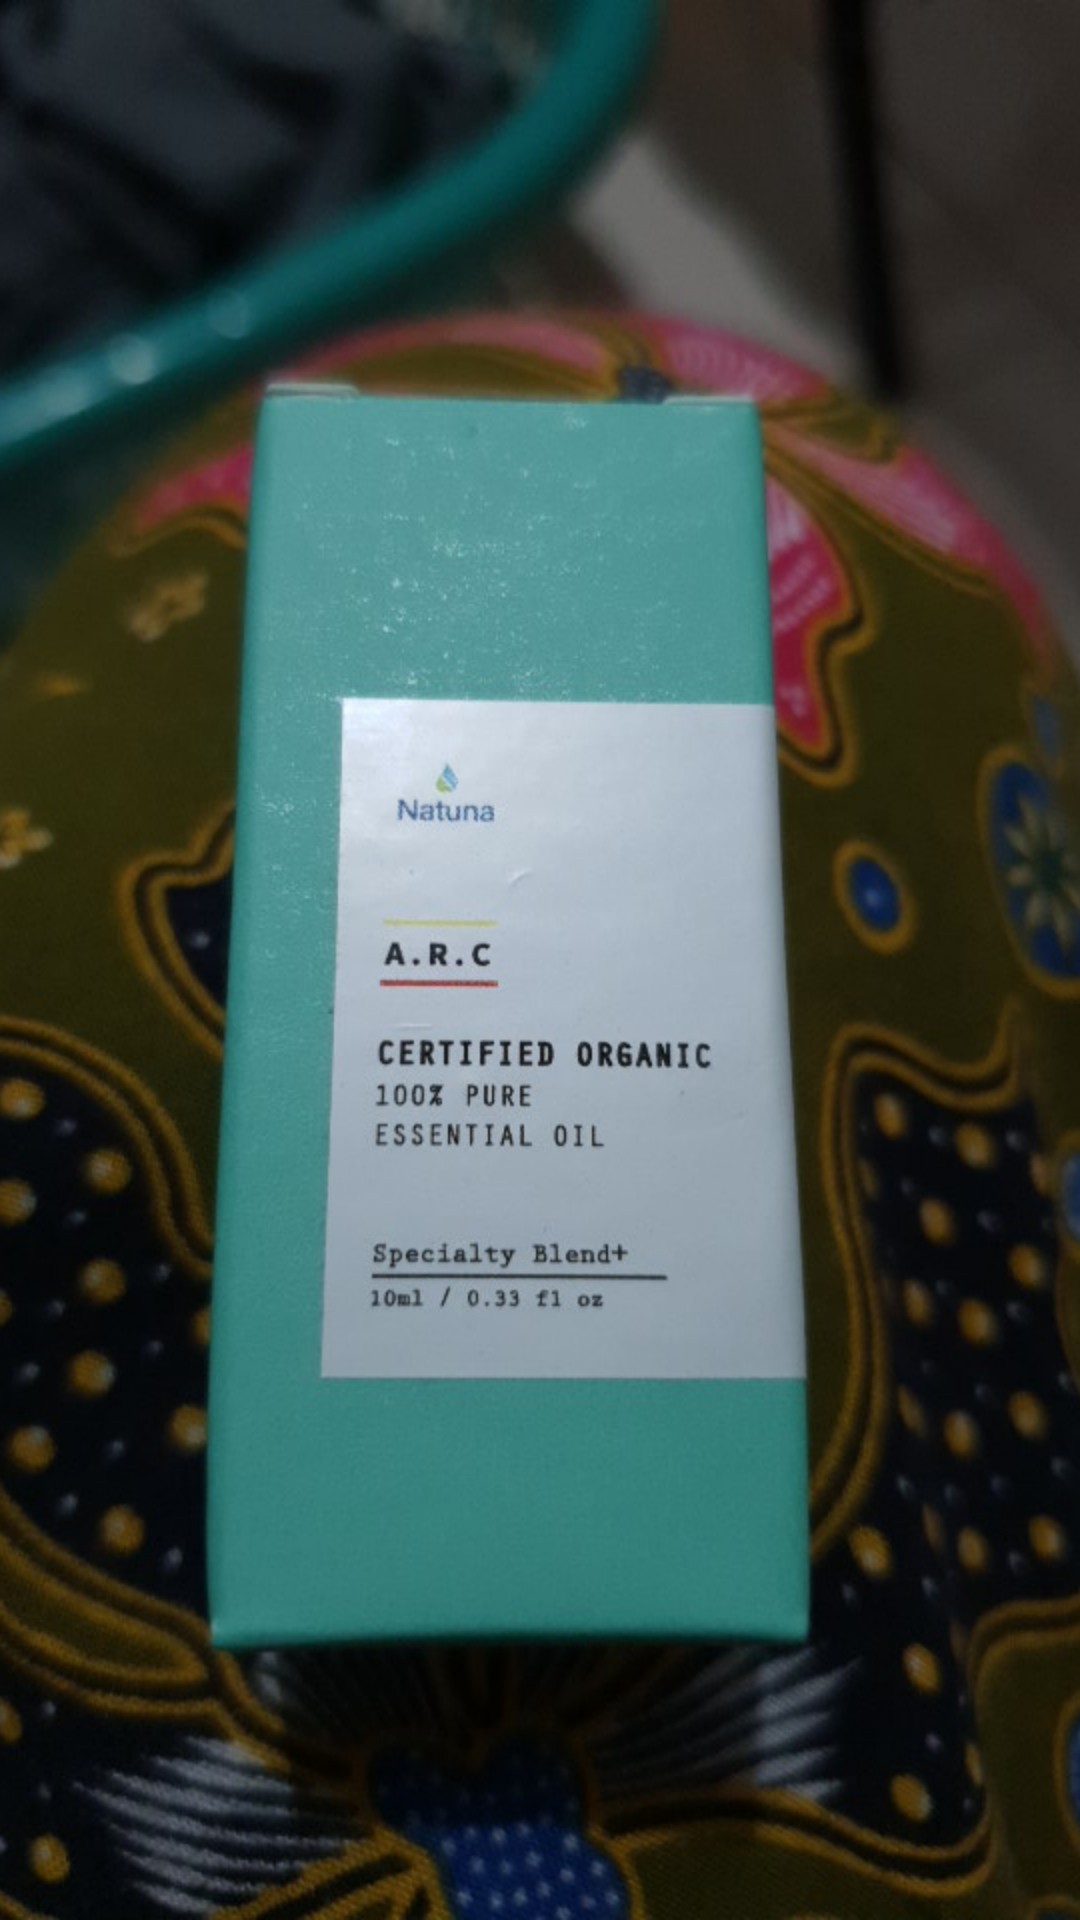 Natuna
A.R.C
CERTIFIED ORGANIC
100% PURE
ESSENTIAL OIL
Specialty Blend+
10ml / 0.33 fl oz